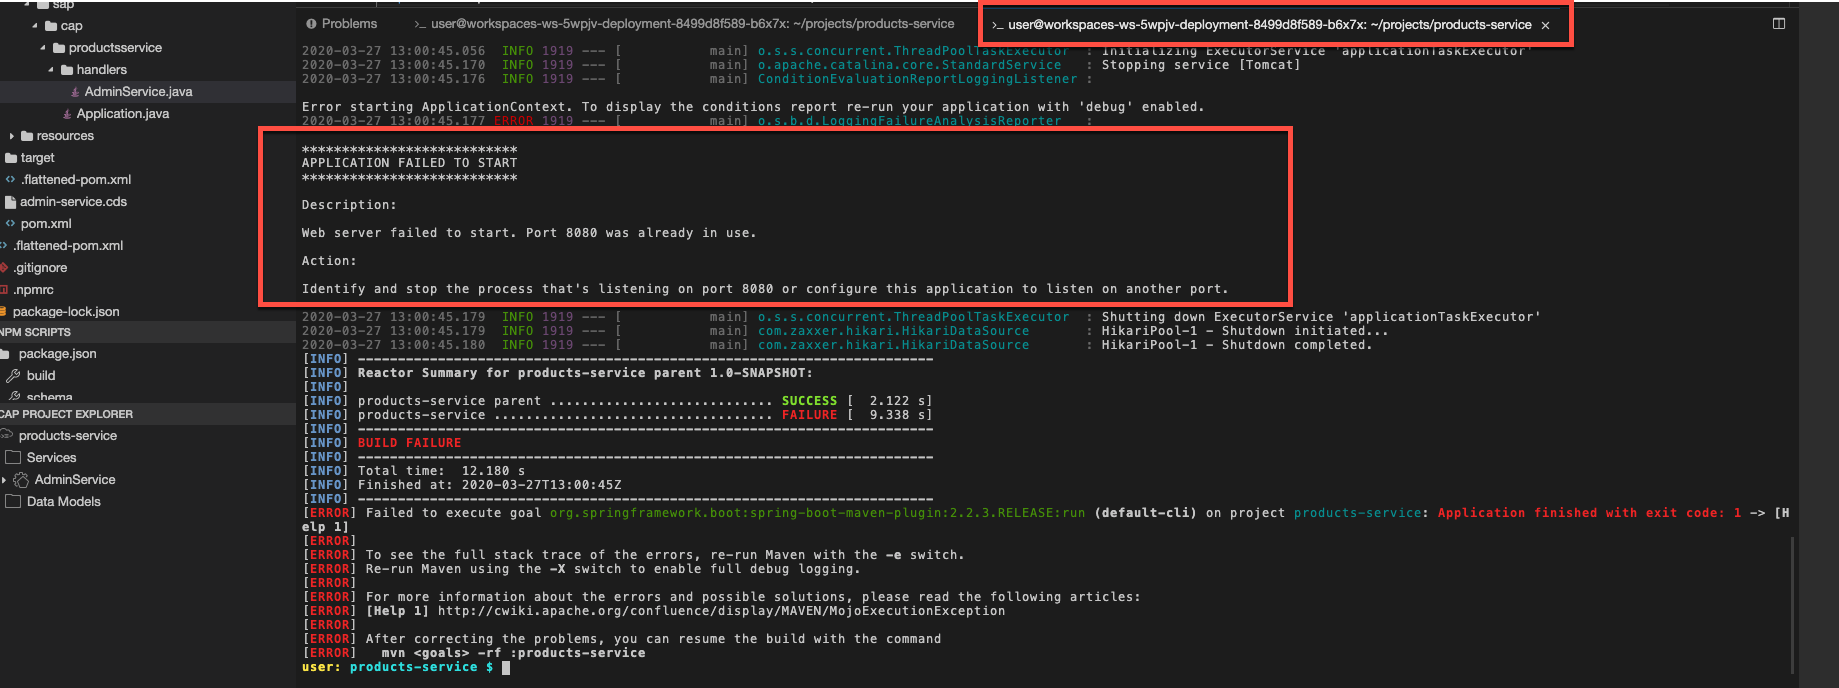 sap
cap
productsservice
handlers
AdminService.java
Application.java
resources
target
.flattened-pom.xml
admin-service.cds
pom.xml
.flattened-pom.xml
.gitignore
.npmrc
package-lock.json
NPM SCRIPTS
package.json
build
schema
CAP PROJECT EXPLORER
products-service
Services
AdminService
Data Models
Problems
>_ user@workspaces-ws-5wpjv-deployment-8499d8f589-b6x7x: ~/projects/products-service
>_ user@workspaces-ws-5wpjv-deployment-8499d8f589-b6x7x: ~/projects/products-service ×
2020-03-27 13:00:45.056  INFO 1919 --- [           main] o.s.s.concurrent.ThreadPoolTaskExecutor  : Initializing ExecutorService 'applicationTaskExecutor'
2020-03-27 13:00:45.170  INFO 1919 --- [           main] o.apache.catalina.core.StandardService   : Stopping service [Tomcat]
2020-03-27 13:00:45.176  INFO 1919 --- [           main] ConditionEvaluationReportLoggingListener :
Error starting ApplicationContext. To display the conditions report re-run your application with 'debug' enabled.
2020-03-27 13:00:45.177 ERROR 1919 --- [           main] o.s.b.d.LoggingFailureAnalysisReporter   :
***************************
APPLICATION FAILED TO START
***************************
Description:
Web server failed to start. Port 8080 was already in use.
Action:
Identify and stop the process that's listening on port 8080 or configure this application to listen on another port.
2020-03-27 13:00:45.179  INFO 1919 --- [           main] o.s.s.concurrent.ThreadPoolTaskExecutor  : Shutting down ExecutorService 'applicationTaskExecutor'
2020-03-27 13:00:45.179  INFO 1919 --- [           main] com.zaxxer.hikari.HikariDataSource       : HikariPool-1 - Shutdown initiated...
2020-03-27 13:00:45.180  INFO 1919 --- [           main] com.zaxxer.hikari.HikariDataSource       : HikariPool-1 - Shutdown completed.
[INFO] ------------------------------------------------------------------------
[INFO] Reactor Summary for products-service parent 1.0-SNAPSHOT:
[INFO]
[INFO] products-service parent ............................ SUCCESS [  2.122 s]
[INFO] products-service ................................... FAILURE [  9.338 s]
[INFO] ------------------------------------------------------------------------
[INFO] BUILD FAILURE
[INFO] ------------------------------------------------------------------------
[INFO] Total time:  12.180 s
[INFO] Finished at: 2020-03-27T13:00:45Z
[INFO] ------------------------------------------------------------------------
[ERROR] Failed to execute goal org.springframework.boot:spring-boot-maven-plugin:2.2.3.RELEASE:run (default-cli) on project products-service: Application finished with exit code: 1 -> [H
elp 1]
[ERROR]
[ERROR] To see the full stack trace of the errors, re-run Maven with the -e switch.
[ERROR] Re-run Maven using the -X switch to enable full debug logging.
[ERROR]
[ERROR] For more information about the errors and possible solutions, please read the following articles:
[ERROR] [Help 1] http://cwiki.apache.org/confluence/display/MAVEN/MojoExecutionException
[ERROR]
[ERROR] After correcting the problems, you can resume the build with the command
[ERROR]   mvn <goals> -rf :products-service
user: products-service $